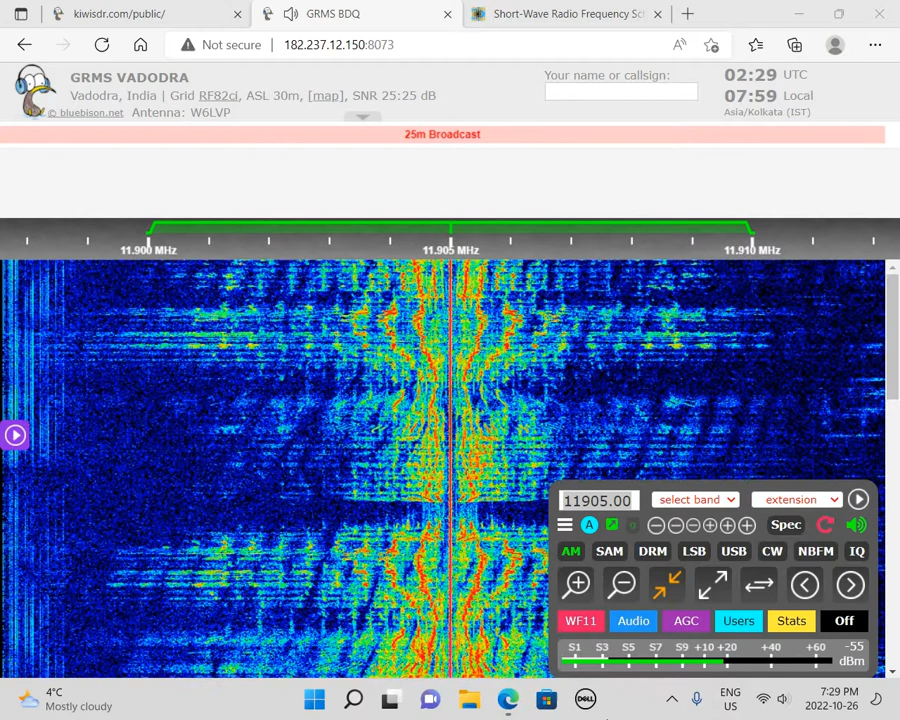 kiwisdr.com/public/
GRMS BDQ
Short-Wave Radio Frequency Sc
Not secure
182.237.12.150:8073
GRMS VADODRA
Vadodra, India | Grid RF82ci, ASL 30m, [map], SNR 25:25 dB
© bluebison.net Antenna: W6LVP
Your name or callsign:
02:29 UTC
07:59 Local
Asia/Kolkata (IST)
25m Broadcast
11.900 MHz
11.905 MHz
11.910 MHz
11905.00
select band
extension
A
9
Spec
AM SAM DRM LSB USB CW NBFM IQ
WF11 Audio AGC Users Stats Off
S1 S3 S5 S7 S9 +10 +20 +40 +60
-55
dBm
4°C
Mostly cloudy
DELL
ENG
US
7:29 PM
2022-10-26